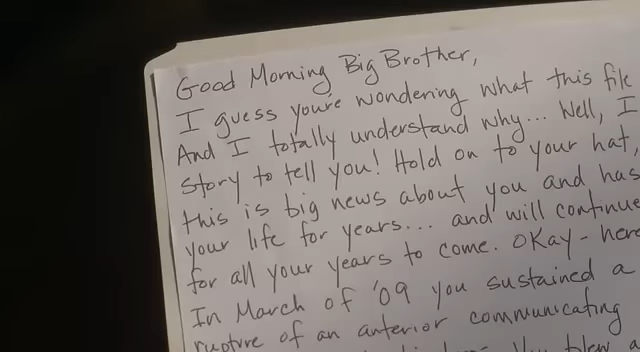 Good Morning Big Brother,
I guess you're wondering what this file
And I totally understand why... Well, I
story to tell you! Hold on to your hat,
this is big news about you and has
your life for years... and will continue
for all your years to come. Okay - here
In March of '09 you sustained a
rupture of an anterior communicating
You blew a